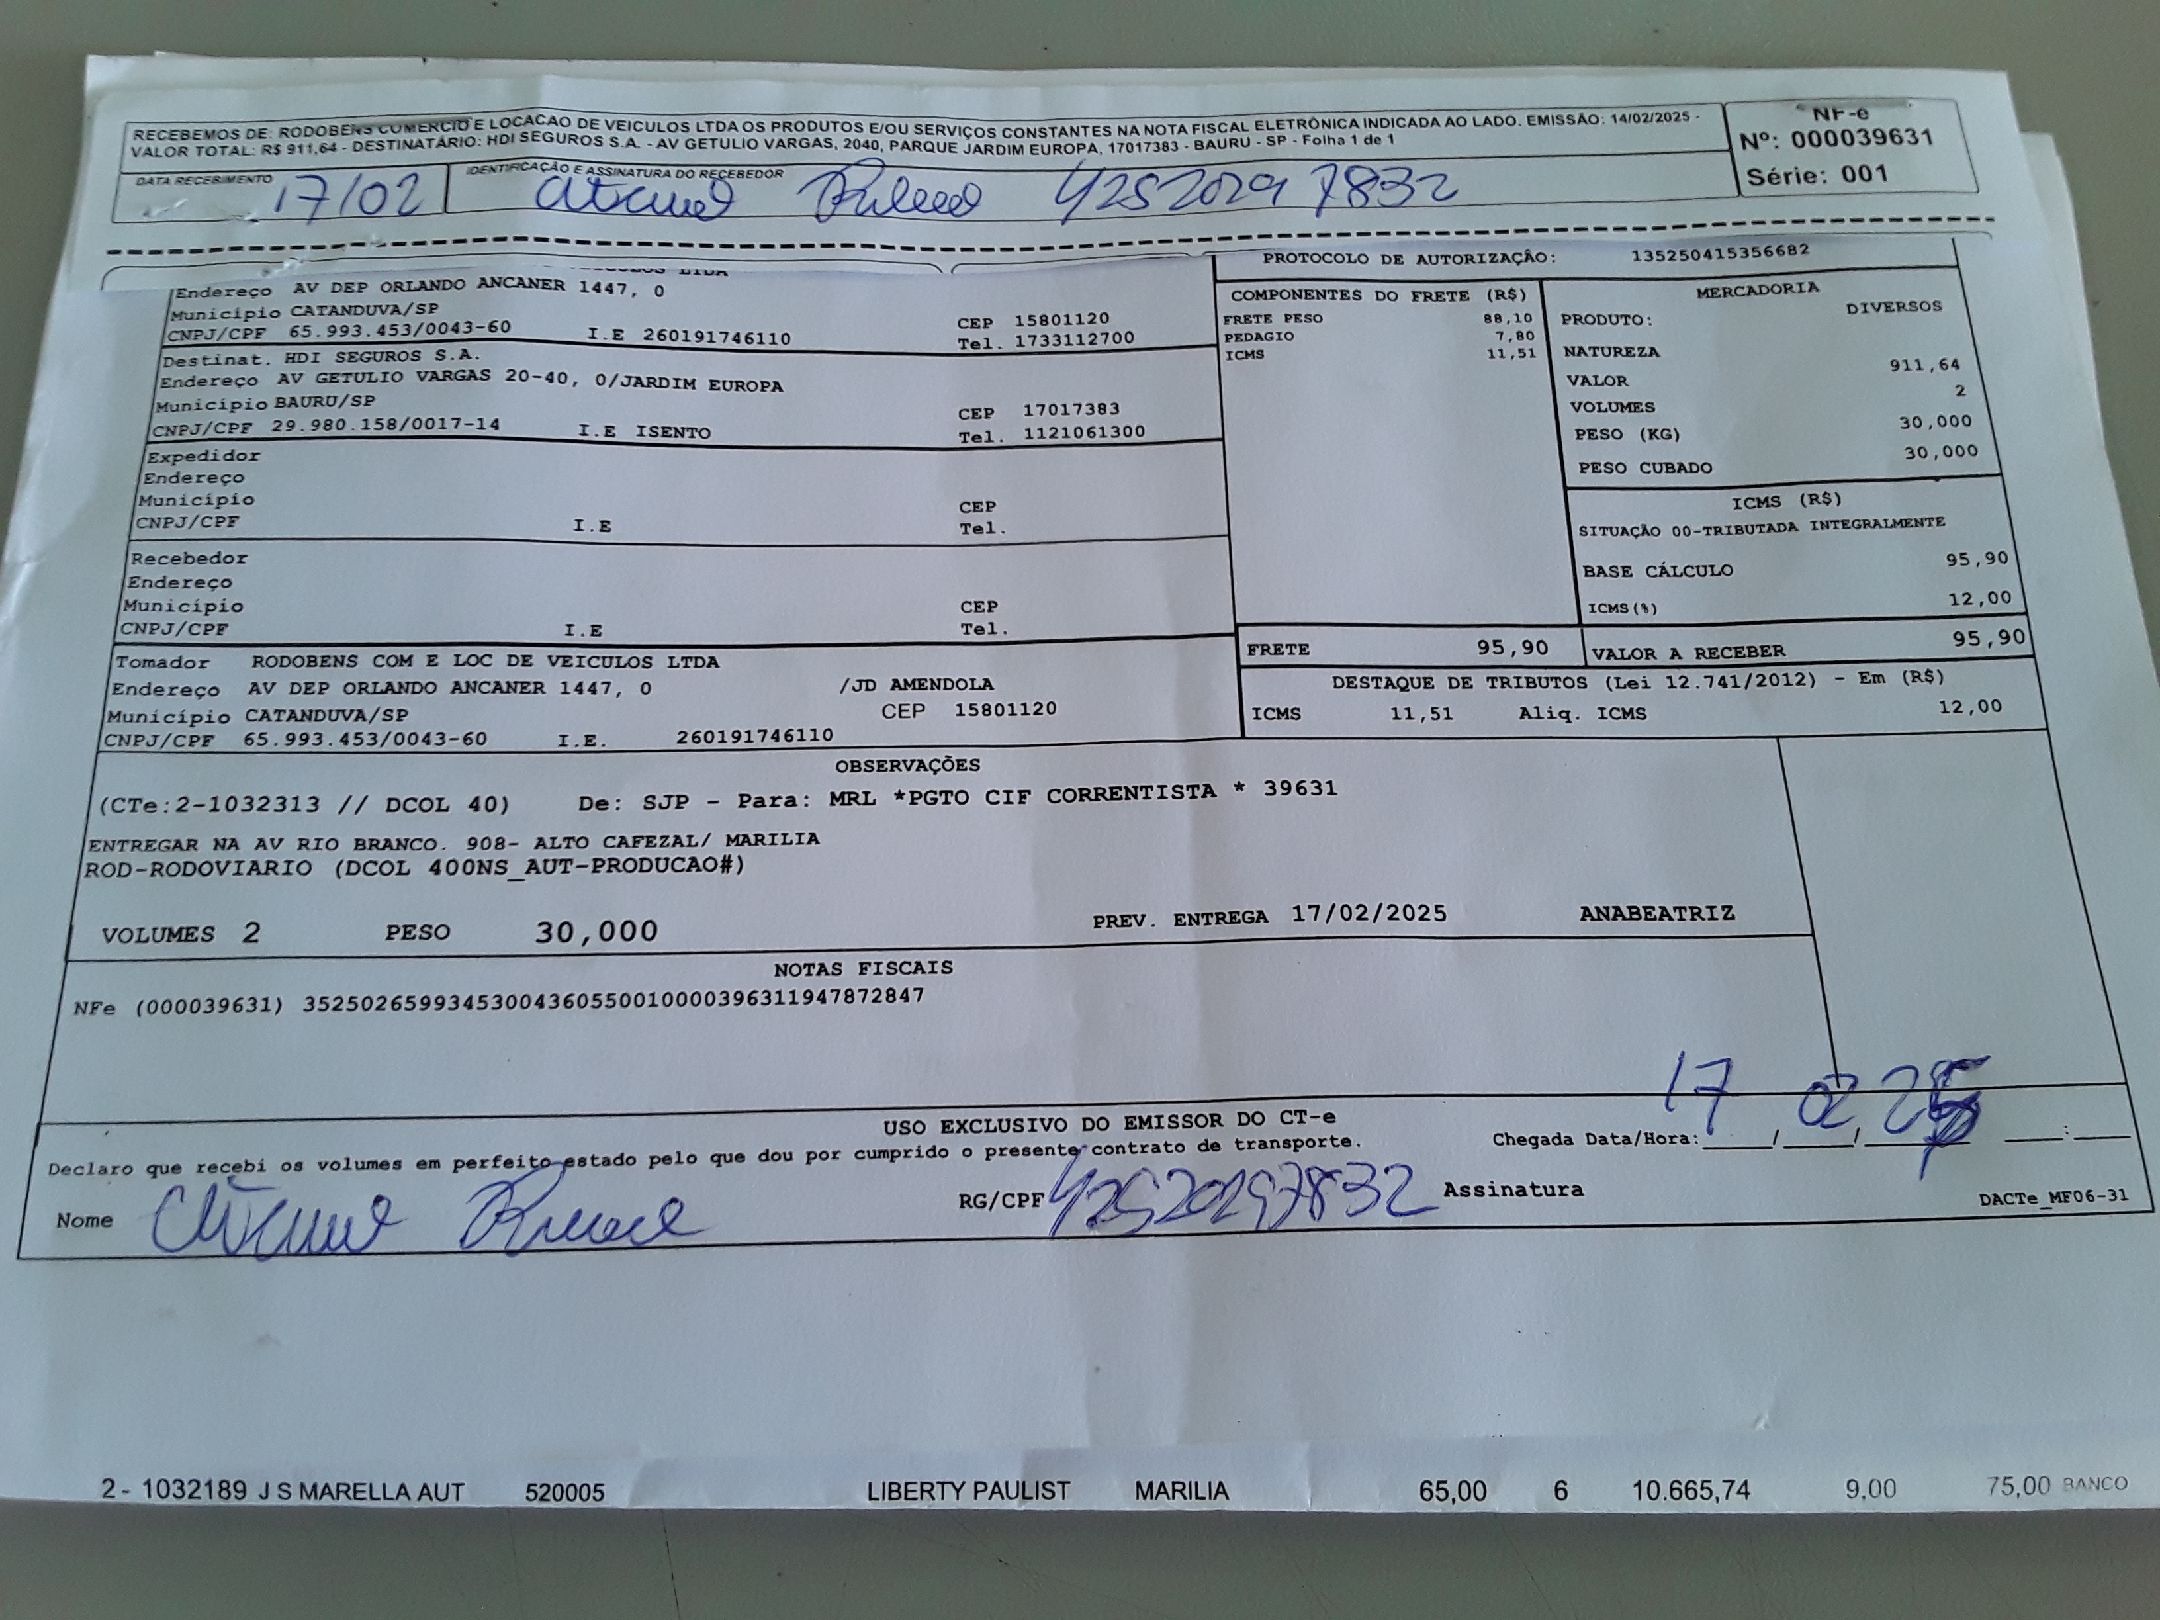 RECEBEMOS DE: RODOBENS COMERCIO E LOCACAO DE VEICULOS LTDA OS PRODUTOS E/OU SERVIÇOS CONSTANTES NA NOTA FISCAL ELETRÔNICA INDICADA AO LADO. EMISSÃO: 14/02/2025 -
VALOR TOTAL: R$ 911,64 - DESTINATÁRIO: HDI SEGUROS S.A. - AV GETULIO VARGAS, 2040, PARQUE JARDIM EUROPA, 17017383 - BAURU - SP - Folha 1 de 1
NF-e
Nº: 000039631
Série: 001
DATA RECEBIMENTO
17/02
IDENTIFICAÇÃO E ASSINATURA DO RECEBEDOR
42520297832
PROTOCOLO DE AUTORIZAÇÃO: 135250415356682
Endereço AV DEP ORLANDO ANCANER 1447, 0
Município CATANDUVA/SP
CEP 15801120
CNPJ/CPF 65.993.453/0043-60 I.E 260191746110
Tel. 1733112700
Destinat. HDI SEGUROS S.A.
Endereço AV GETULIO VARGAS 20-40, 0/JARDIM EUROPA
Município BAURU/SP
CEP 17017383
CNPJ/CPF 29.980.158/0017-14 I.E ISENTO
Tel. 1121061300
Expedidor
Endereço
Município
CEP
CNPJ/CPF I.E Tel.
Recebedor
Endereço
Município
CEP
CNPJ/CPF I.E Tel.
Tomador RODOBENS COM E LOC DE VEICULOS LTDA
Endereço AV DEP ORLANDO ANCANER 1447, 0 /JD AMENDOLA
Município CATANDUVA/SP CEP 15801120
CNPJ/CPF 65.993.453/0043-60 I.E. 260191746110
COMPONENTES DO FRETE (R$)
FRETE PESO 88,10
PEDAGIO 7,80
ICMS 11,51
MERCADORIA
PRODUTO: DIVERSOS
NATUREZA
VALOR 911,64
VOLUMES 2
PESO (KG) 30,000
PESO CUBADO 30,000
ICMS (R$)
SITUAÇÃO 00-TRIBUTADA INTEGRALMENTE
BASE CÁLCULO 95,90
ICMS(%) 12,00
FRETE 95,90
VALOR A RECEBER 95,90
DESTAQUE DE TRIBUTOS (Lei 12.741/2012) - Em (R$)
ICMS 11,51 Aliq. ICMS 12,00
OBSERVAÇÕES
(CTe:2-1032313 // DCOL 40) De: SJP - Para: MRL *PGTO CIF CORRENTISTA * 39631
ENTREGAR NA AV RIO BRANCO. 908- ALTO CAFEZAL/ MARILIA
ROD-RODOVIARIO (DCOL 400NS_AUT-PRODUCAO#)
VOLUMES 2 PESO 30,000 PREV. ENTREGA 17/02/2025 ANABEATRIZ
NOTAS FISCAIS
NFe (000039631) 35250265993453004360550010000396311947872847
USO EXCLUSIVO DO EMISSOR DO CT-e
Declaro que recebi os volumes em perfeito estado pelo que dou por cumprido o presente contrato de transporte.
Chegada Data/Hora: 17 / 02 / 25 :
Nome
RG/CPF 42520297832 Assinatura
DACTe_MF06-31
2 - 1032189 J S MARELLA AUT 520005 LIBERTY PAULIST MARILIA 65,00 6 10.665,74 9,00 75,00 BANCO